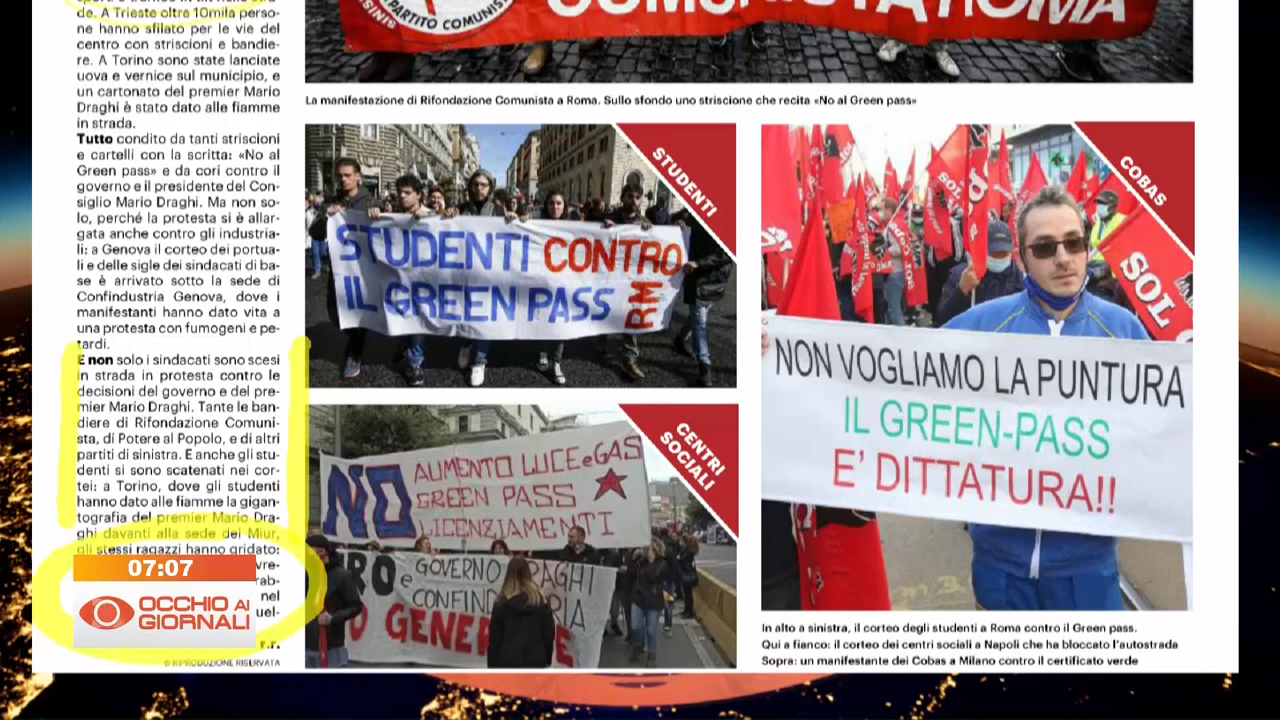 de. A Trieste oltre 10mila perso-
ne hanno sfilato per le vie del
centro con striscioni e bandie-
re. A Torino sono state lanciate
uova e vernice sul municipio, e
un cartonato del premier Mario
Draghi è stato dato alle fiamme
in strada.
Tutto condito da tanti striscioni
e cartelli con la scritta: «No al
Green pass» e da cori contro il
governo e il presidente del Con-
siglio Mario Draghi. Ma non so-
lo, perché la protesta si è allar-
gata anche contro gli industria-
li: a Genova il corteo dei portua-
li e delle sigle dei sindacati di ba-
se è arrivato sotto la sede di
Confindustria Genova, dove i
manifestanti hanno dato vita a
una protesta con fumogeni e pe-
tardi.
E non solo i sindacati sono scesi
in strada in protesta contro le
decisioni del governo e del pre-
mier Mario Draghi. Tante le ban-
diere di Rifondazione Comuni-
sta, di Potere al Popolo, e di altri
partiti di sinistra. E anche gli stu-
denti si sono scatenati nei cor-
tei: a Torino, dove gli studenti
hanno dato alle fiamme la gigan-
tografia del premier Mario Dra-
ghi davanti alla sede del Miur,
gli stessi ragazzi hanno gridato:
vre-
rab-
nel
uel-
r.r.
© RIPRODUZIONE RISERVATA
07:07
OCCHIO AI
GIORNALI
PARTITO COMUNIST
ROMA
La manifestazione di Rifondazione Comunista a Roma. Sullo sfondo uno striscione che recita «No al Green pass»
STUDENTI
STUDENTI CONTRO
IL GREEN PASS
RM
CENTRI
SOCIALI
NO
AUMENTO LUCE e GAS
GREEN PASS
LICENZIAMENTI
RO e GOVERNO DRAGHI
CONFIND RIA
GENER E
COBAS
SOL
SOL
NON VOGLIAMO LA PUNTURA
IL GREEN-PASS
E' DITTATURA!!
In alto a sinistra, il corteo degli studenti a Roma contro il Green pass.
Qui a fianco: il corteo dei centri sociali a Napoli che ha bloccato l'autostrada
Sopra: un manifestante dei Cobas a Milano contro il certificato verde